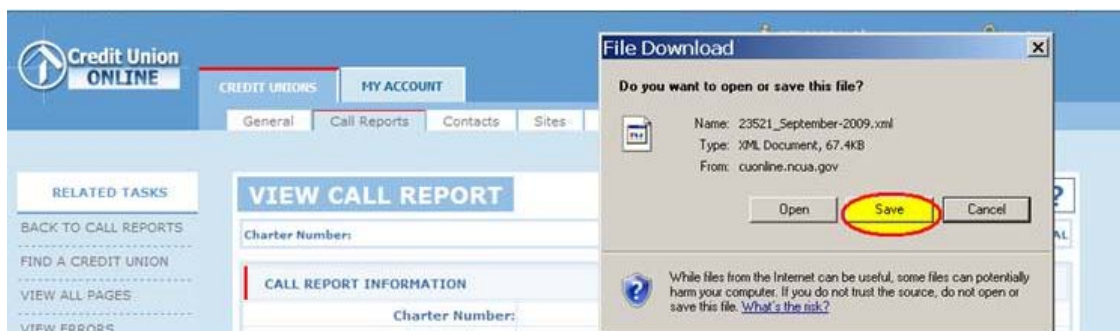 Credit Union
ONLINE
CREDIT UNIONS
MY ACCOUNT
General
Call Reports
Contacts
Sites
RELATED TASKS
BACK TO CALL REPORTS
FIND A CREDIT UNION
VIEW ALL PAGES
VIEW ERRORS
VIEW CALL REPORT
?
Charter Number:
AL
CALL REPORT INFORMATION
Charter Number:
File Download
Do you want to open or save this file?
Name: 23521_September-2009.xml
Type: XML Document, 67.4KB
From: cuonline.ncua.gov
Open
Save
Cancel
While files from the Internet can be useful, some files can potentially
harm your computer. If you do not trust the source, do not open or
save this file. What's the risk?